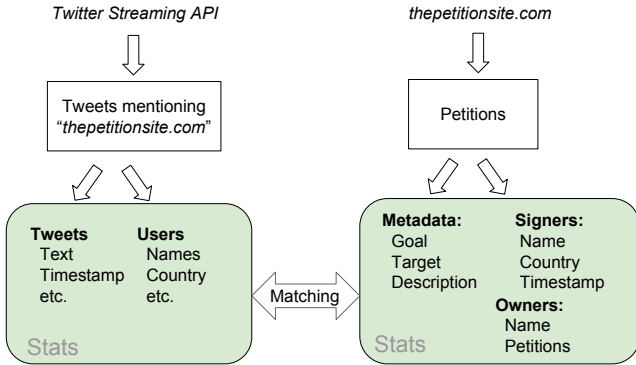 Twitter Streaming API
thepetitionsite.com
Tweets mentioning
“thepetitionsite.com”
Petitions
Tweets
Text
Timestamp
etc.
Users
Names
Country
etc.
Stats
Matching
Metadata:
Goal
Target
Description
Signers:
Name
Country
Timestamp
Owners:
Name
Petitions
Stats